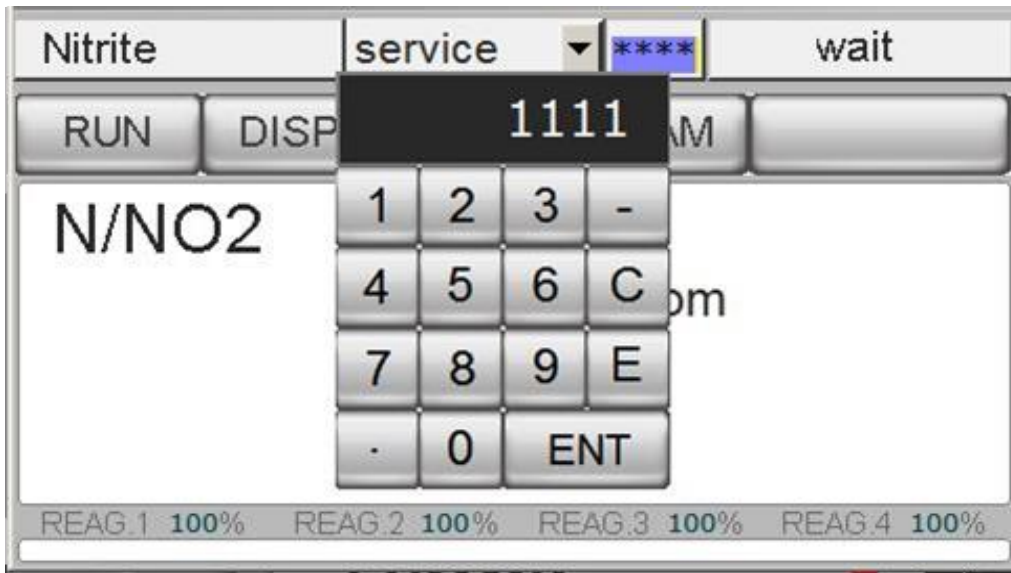 Nitrite service **** wait
1111
RUN DISP AM
N/NO2
1 2 3 -
4 5 6 C
om
7 8 9 E
. 0 ENT
REAG.1 100% REAG.2 100% REAG.3 100% REAG.4 100%